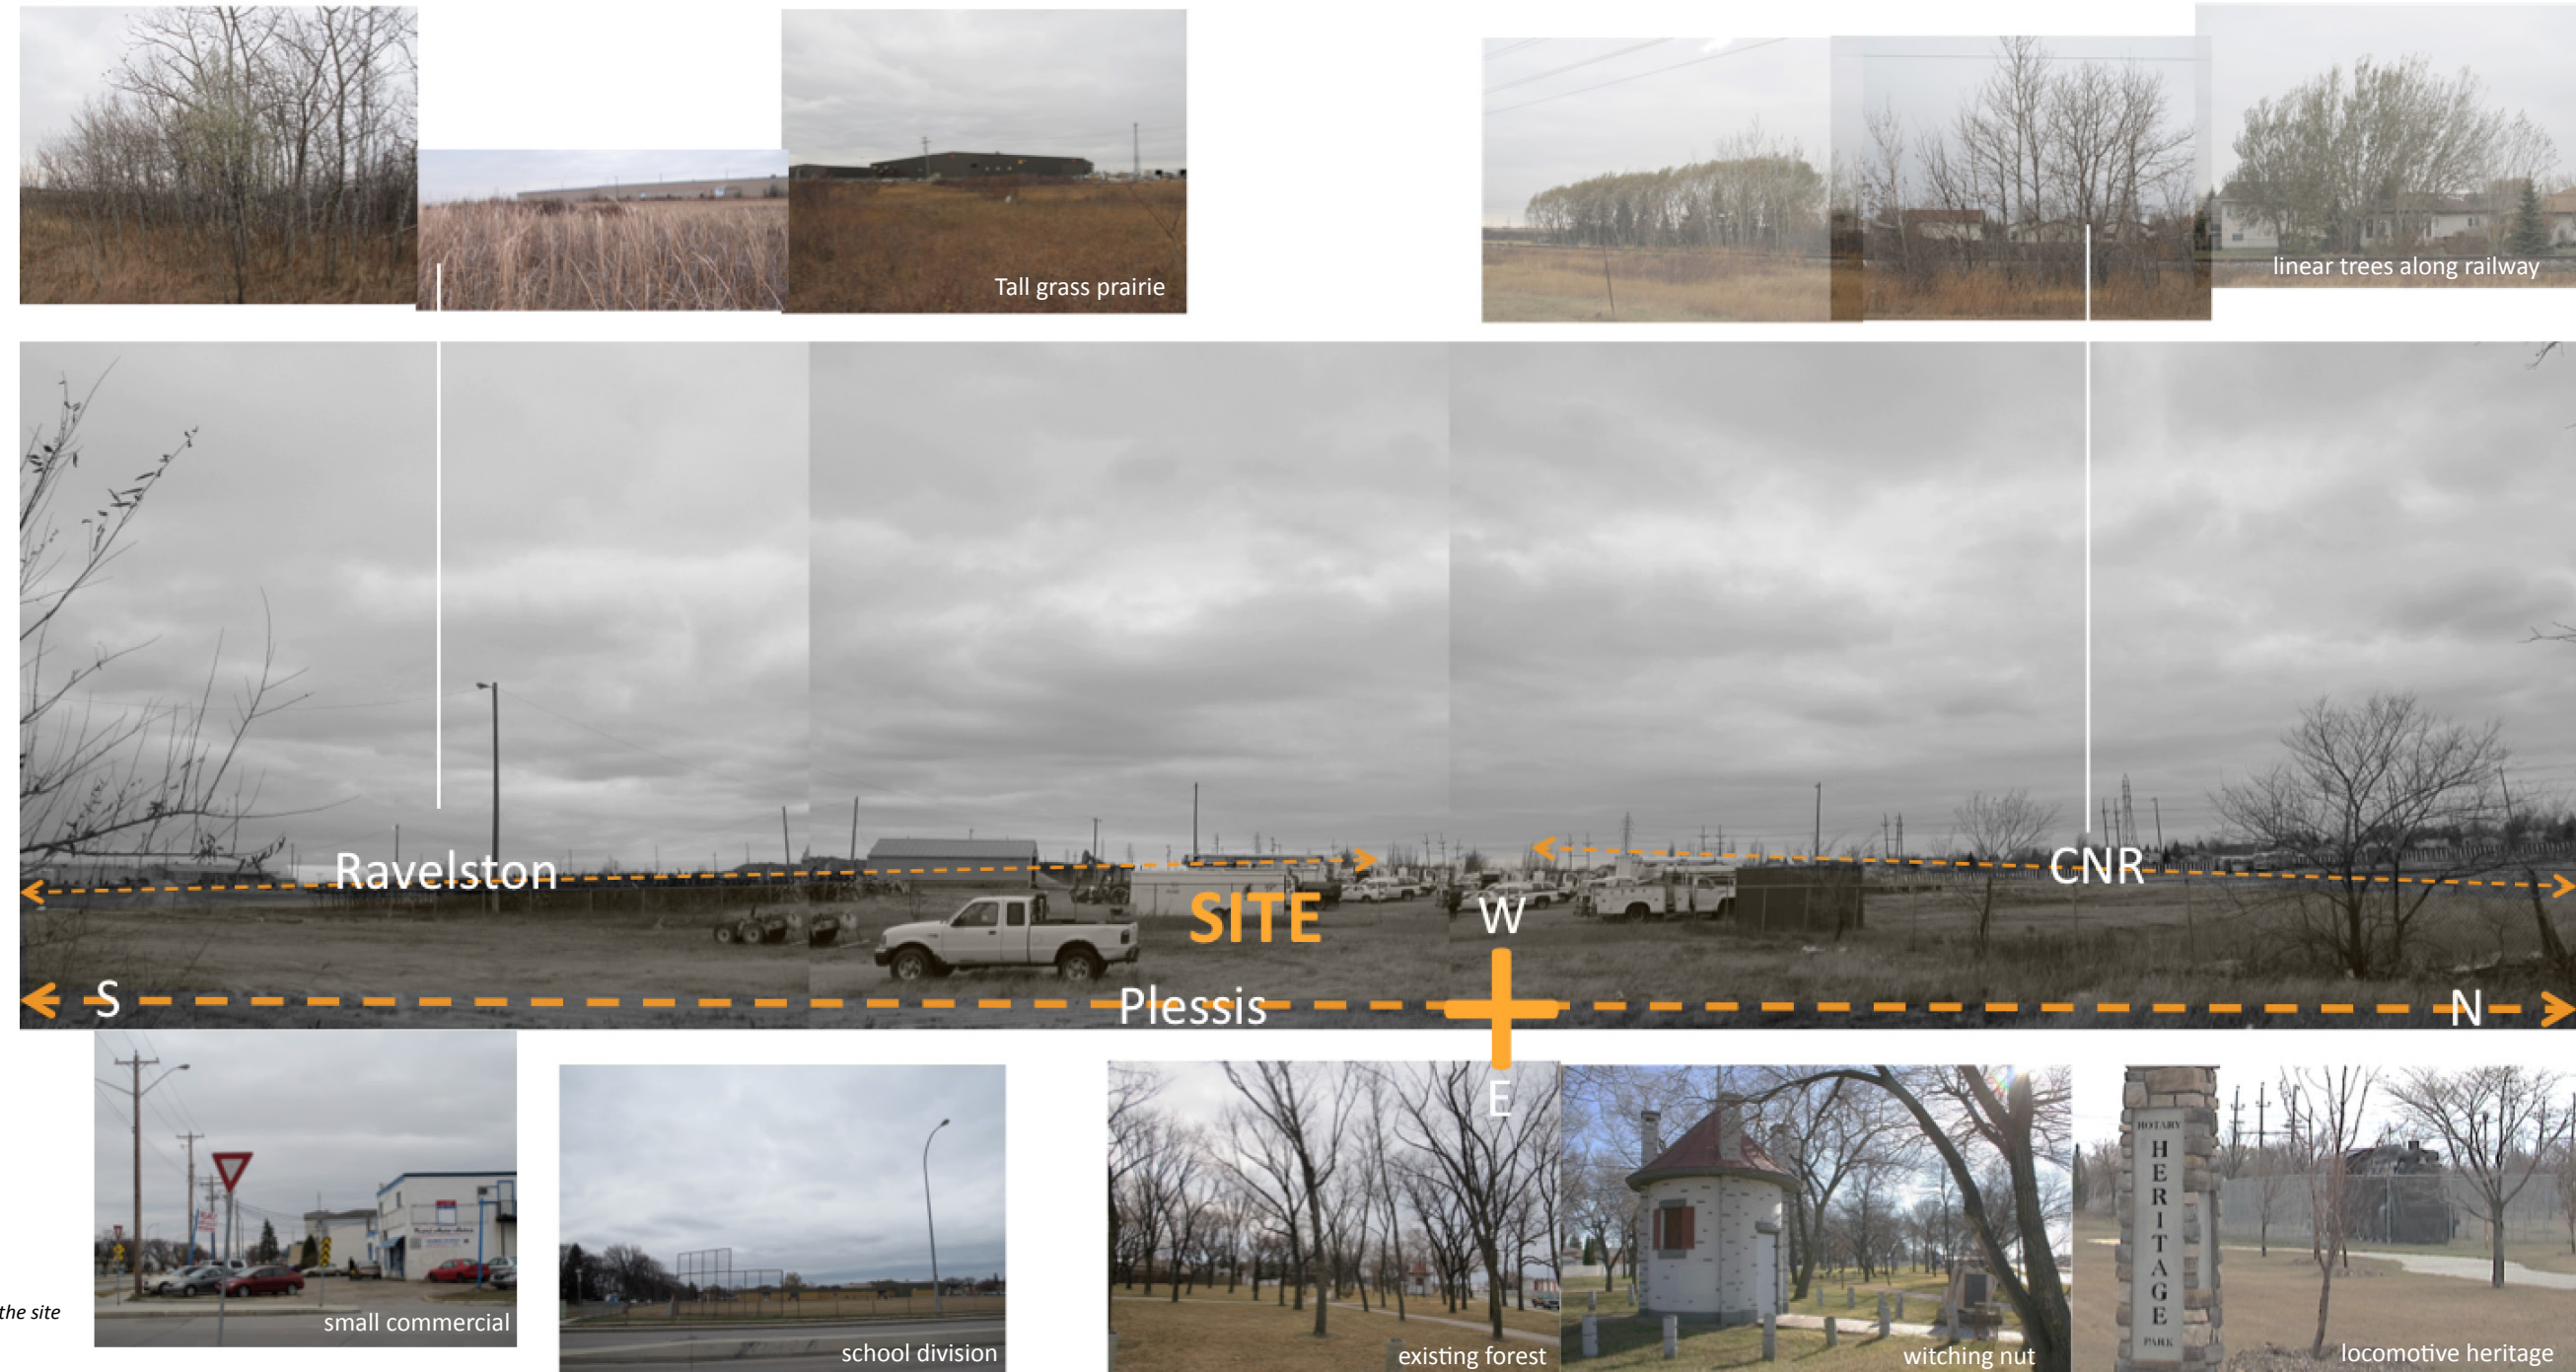 Tall grass prairie
linear trees along railway
Ravelston
CNR
SITE
W
S
Plessis
N
E
the site
small commercial
school division
existing forest
witching nut
ROTARY
HERITAGE
PARK
locomotive heritage